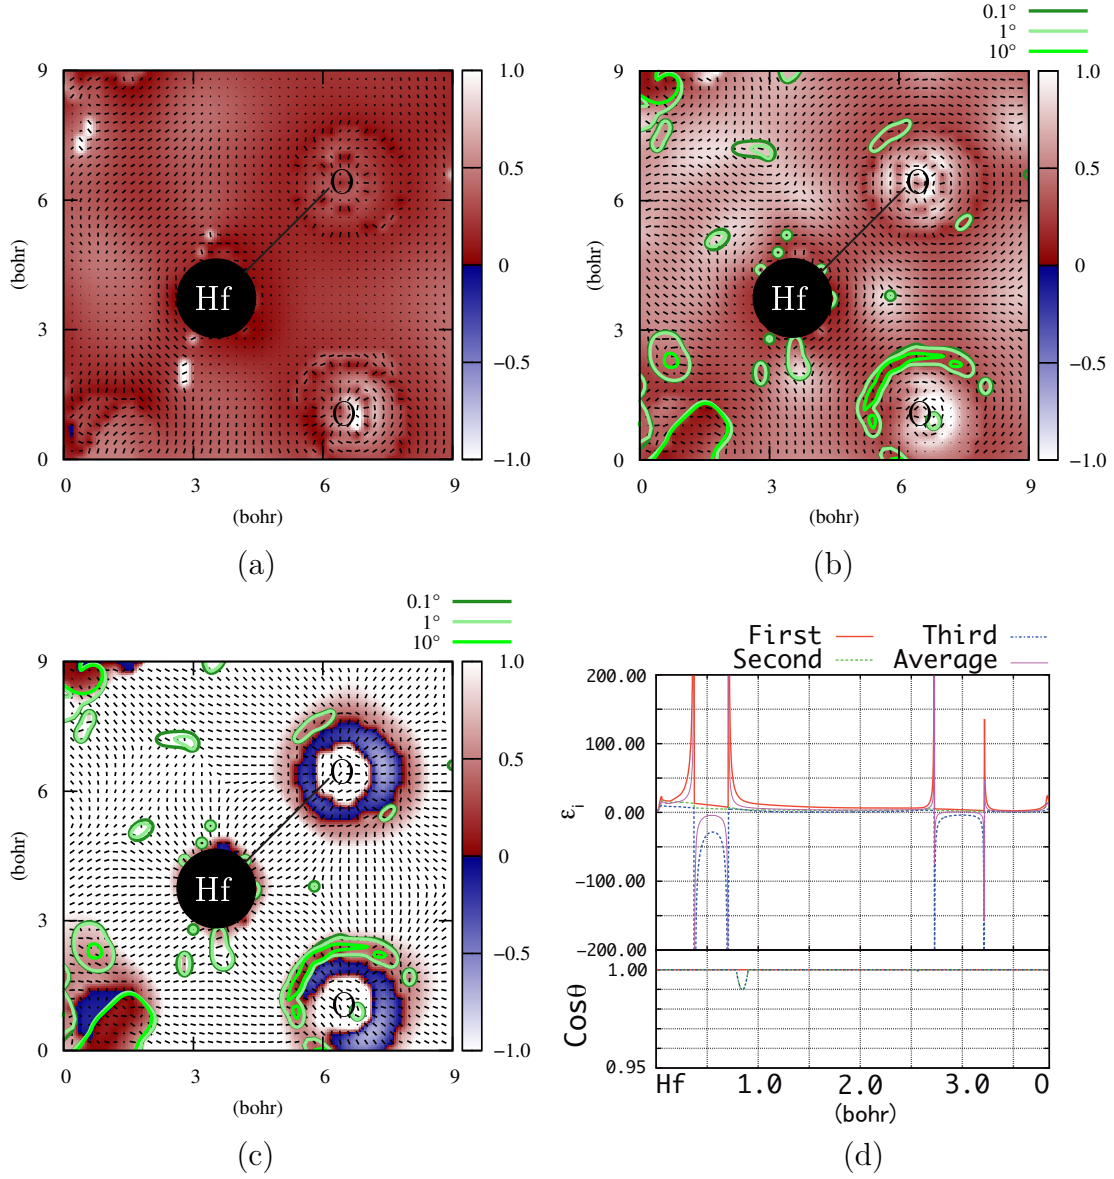 0.1°
1°
10°
9
6
3
0
(bohr)
Hf
O
O
1.0
0.5
0
−0.5
−1.0
0
3
6
9
(bohr)
(a)
9
6
3
0
(bohr)
Hf
O
O
1.0
0.5
0
−0.5
−1.0
0
3
6
9
(bohr)
(b)
0.1°
1°
10°
9
6
3
0
(bohr)
Hf
O
O
1.0
0.5
0
−0.5
−1.0
0
3
6
9
(bohr)
(c)
First
Third
Second
Average
200.00
100.00
0.00
-100.00
-200.00
εi
1.00
0.95
Cosθ
Hf
1.0
2.0
3.0
O
(bohr)
(d)